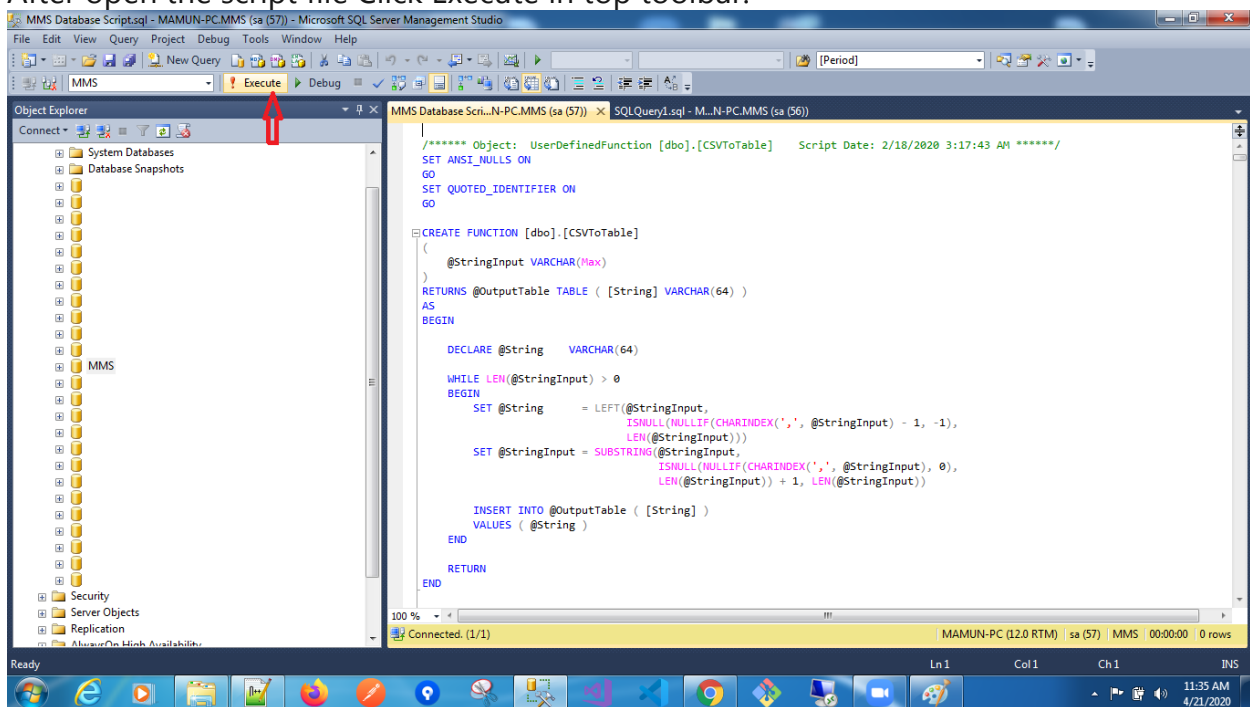 After open the script file Click Execute in top toolbar.
MMS Database Script.sql - MAMUN-PC.MMS (sa (57)) - Microsoft SQL Server Management Studio
File Edit View Query Project Debug Tools Window Help
New Query
[Period]
MMS
Execute
Debug
Object Explorer
MMS Database Scri...N-PC.MMS (sa (57))
SQLQuery1.sql - M...N-PC.MMS (sa (56))
Connect
System Databases
Database Snapshots
MMS
Security
Server Objects
Replication
AlwaysOn High Availability
/****** Object:  UserDefinedFunction [dbo].[CSVToTable]    Script Date: 2/18/2020 3:17:43 AM ******/
SET ANSI_NULLS ON
GO
SET QUOTED_IDENTIFIER ON
GO
CREATE FUNCTION [dbo].[CSVToTable]
(
@StringInput VARCHAR(Max)
)
RETURNS @OutputTable TABLE ( [String] VARCHAR(64) )
AS
BEGIN
DECLARE @String    VARCHAR(64)
WHILE LEN(@StringInput) > 0
BEGIN
SET @String      = LEFT(@StringInput,
ISNULL(NULLIF(CHARINDEX(',', @StringInput) - 1, -1),
LEN(@StringInput)))
SET @StringInput = SUBSTRING(@StringInput,
ISNULL(NULLIF(CHARINDEX(',', @StringInput), 0),
LEN(@StringInput)) + 1, LEN(@StringInput))
INSERT INTO @OutputTable ( [String] )
VALUES ( @String )
END
RETURN
END
100 %
Connected. (1/1)
MAMUN-PC (12.0 RTM) sa (57) MMS 00:00:00 0 rows
Ready
Ln 1 Col 1 Ch 1 INS
11:35 AM
4/21/2020